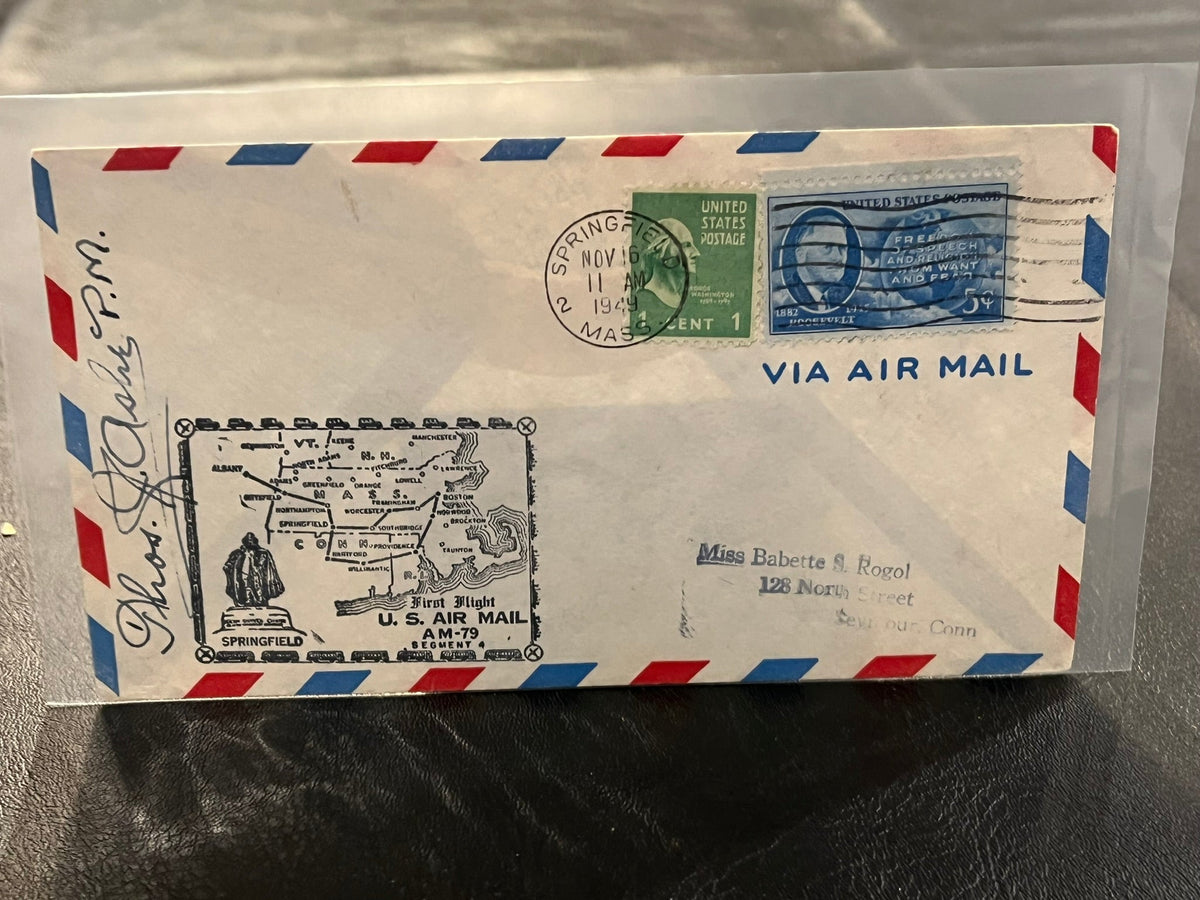 UNITED
STATES
POSTAGE
GEORGE
WASHINGTON
1 CENT 1
UNITED STATES POSTAGE
FREEDOM
OF SPEECH
AND RELIGION
FROM WANT
AND FEAR
5¢
1882
ROOSEVELT
SPRINGFIELD
NOV 16
11 AM
1949
2
MASS.
VIA AIR MAIL
Thos. J. Ashe P.M.
VT.
KEENE
MANCHESTER
N. H.
ALBANY
NORTH ADAMS
FITCHBURG
LAWRENCE
ADAMS
GREENFIELD
ORANGE
LOWELL
PITTSFIELD
MASS.
BOSTON
NORTHAMPTON
WORCESTER
FRAMINGHAM
NORWOOD
SPRINGFIELD
SOUTHBRIDGE
BROCKTON
CONN.
PROVIDENCE
TAUNTON
HARTFORD
WILLIMANTIC
R. I.
First Flight
U. S. AIR MAIL
AM-79
SEGMENT 4
SPRINGFIELD
Miss Babette S. Rogol
128 North Street
Seymour, Conn